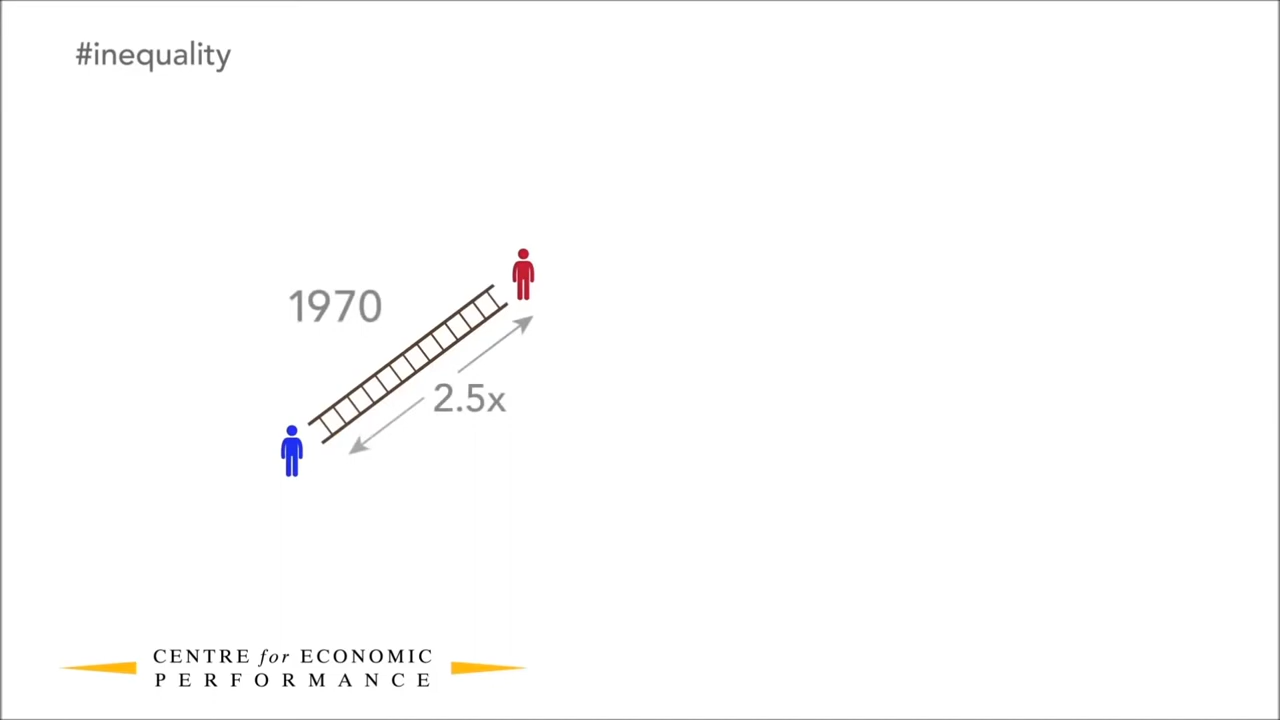 #inequality
1970
2.5x
CENTRE for ECONOMIC
PERFORMANCE